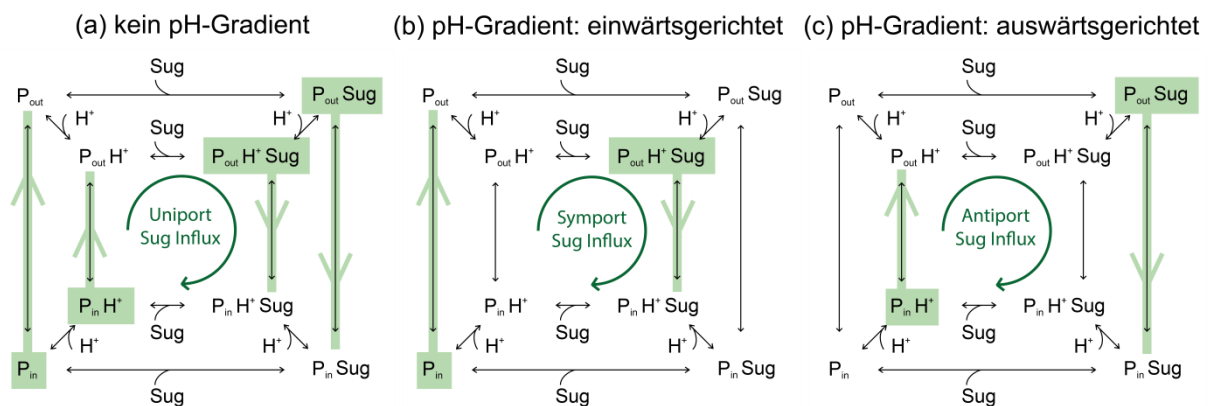 (a) kein pH-Gradient
Sug
P_out
P_out Sug
H⁺
Sug
H⁺
P_out H⁺
P_out H⁺ Sug
Uniport
Sug Influx
P_in H⁺
P_in H⁺ Sug
Sug
H⁺
H⁺
P_in
P_in Sug
Sug
(b) pH-Gradient: einwärtsgerichtet
Sug
P_out
P_out Sug
H⁺
Sug
H⁺
P_out H⁺
P_out H⁺ Sug
Symport
Sug Influx
P_in H⁺
P_in H⁺ Sug
Sug
H⁺
H⁺
P_in
P_in Sug
Sug
(c) pH-Gradient: auswärtsgerichtet
Sug
P_out
P_out Sug
H⁺
Sug
H⁺
P_out H⁺
P_out H⁺ Sug
Antiport
Sug Influx
P_in H⁺
P_in H⁺ Sug
Sug
H⁺
H⁺
P_in
P_in Sug
Sug